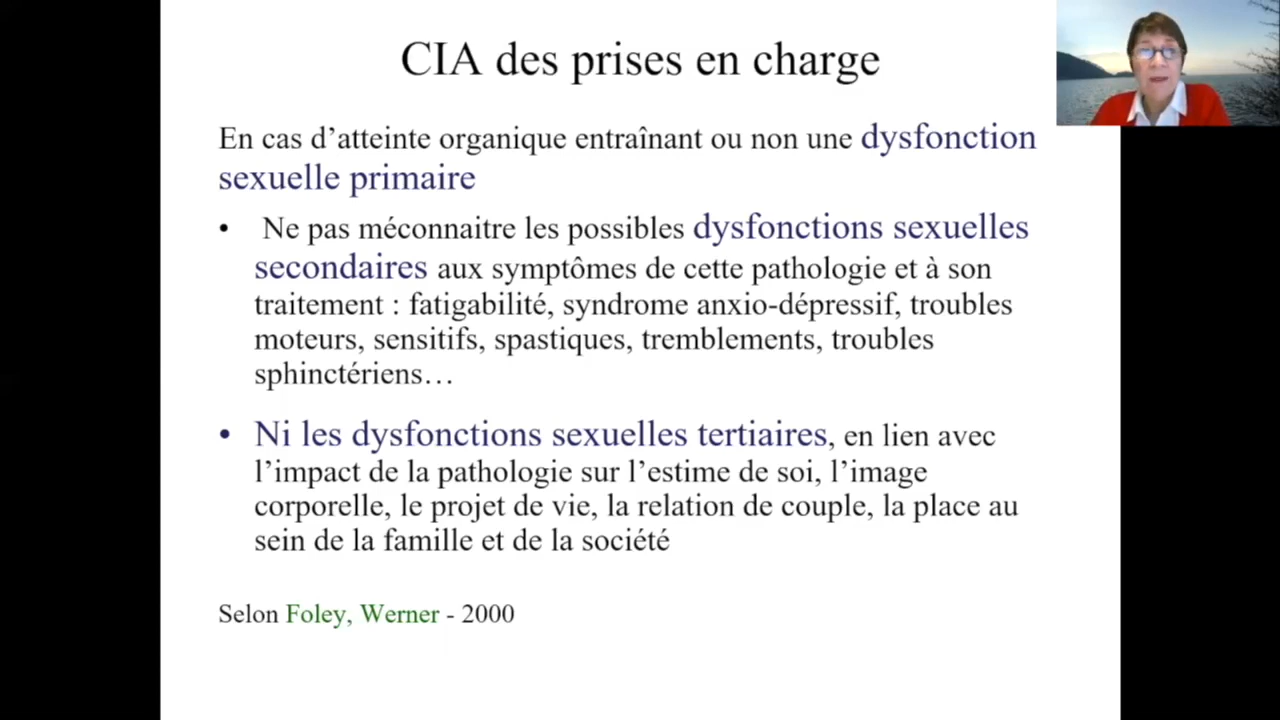 CIA des prises en charge
En cas d’atteinte organique entraînant ou non une dysfonction
sexuelle primaire
• Ne pas méconnaitre les possibles dysfonctions sexuelles
secondaires aux symptômes de cette pathologie et à son
traitement : fatigabilité, syndrome anxio-dépressif, troubles
moteurs, sensitifs, spastiques, tremblements, troubles
sphinctériens…
• Ni les dysfonctions sexuelles tertiaires, en lien avec
l’impact de la pathologie sur l’estime de soi, l’image
corporelle, le projet de vie, la relation de couple, la place au
sein de la famille et de la société
Selon Foley, Werner - 2000